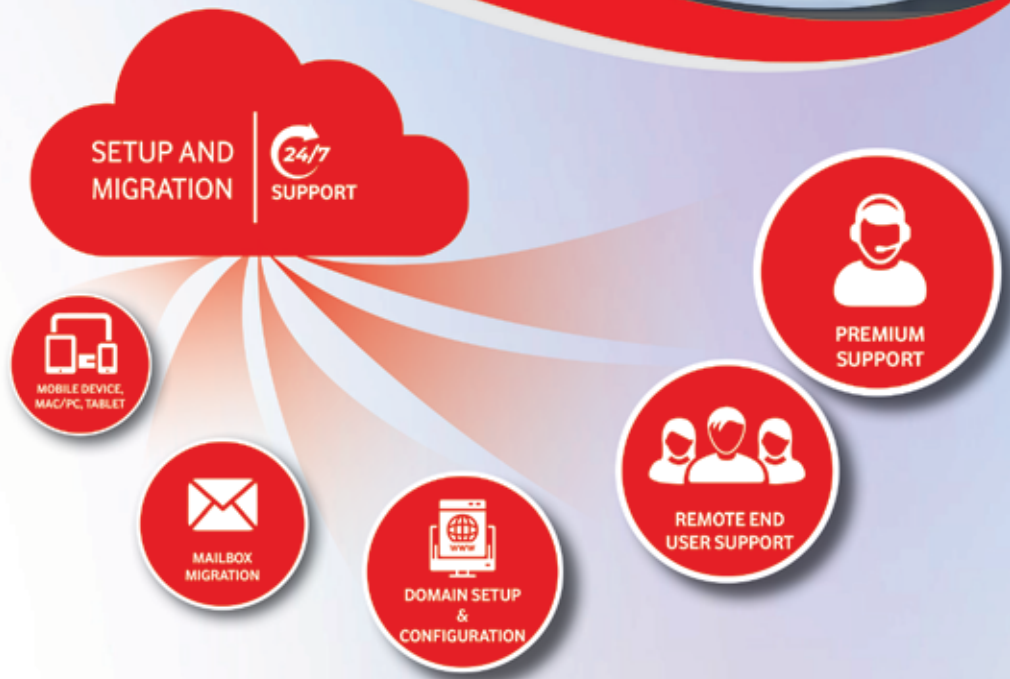 SETUP AND
MIGRATION
24/7
SUPPORT
PREMIUM
SUPPORT
MOBILE DEVICE,
MAC/PC, TABLET
REMOTE END
USER SUPPORT
MAILBOX
MIGRATION
WWW
DOMAIN SETUP
&
CONFIGURATION